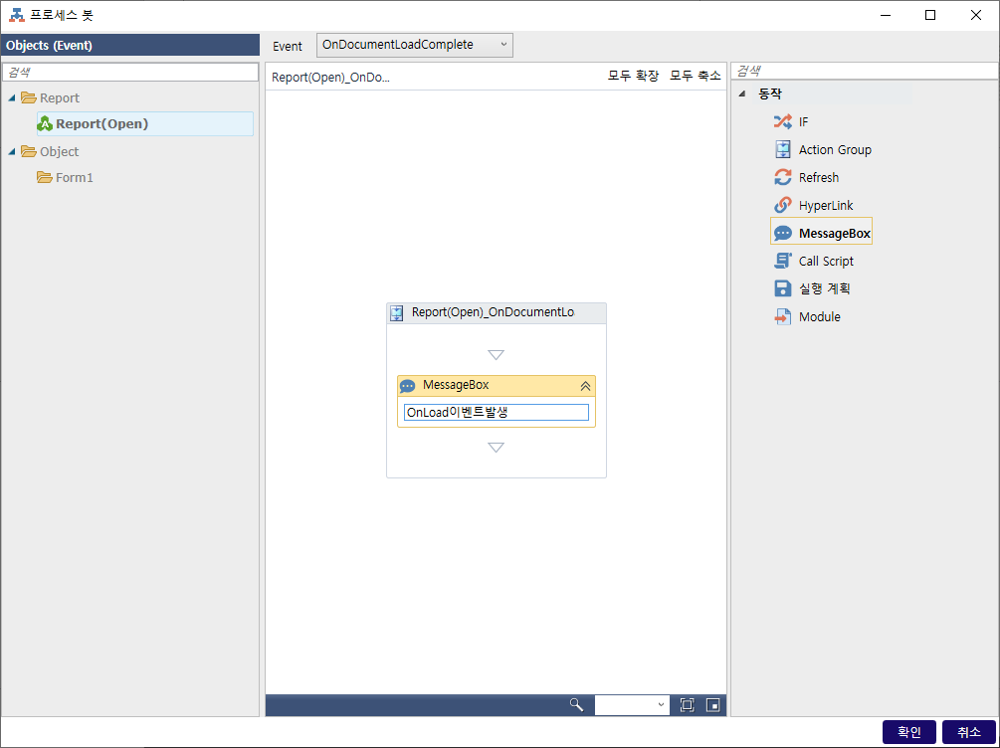 프로세스 봇
Objects (Event)
검색
Report
Report(Open)
Object
Form1
Event
OnDocumentLoadComplete
Report(Open)_OnDo...
모두 확장
모두 축소
Report(Open)_OnDocumentLo
MessageBox
OnLoad이벤트발생
검색
동작
IF
Action Group
Refresh
HyperLink
MessageBox
Call Script
실행 계획
Module
확인
취소